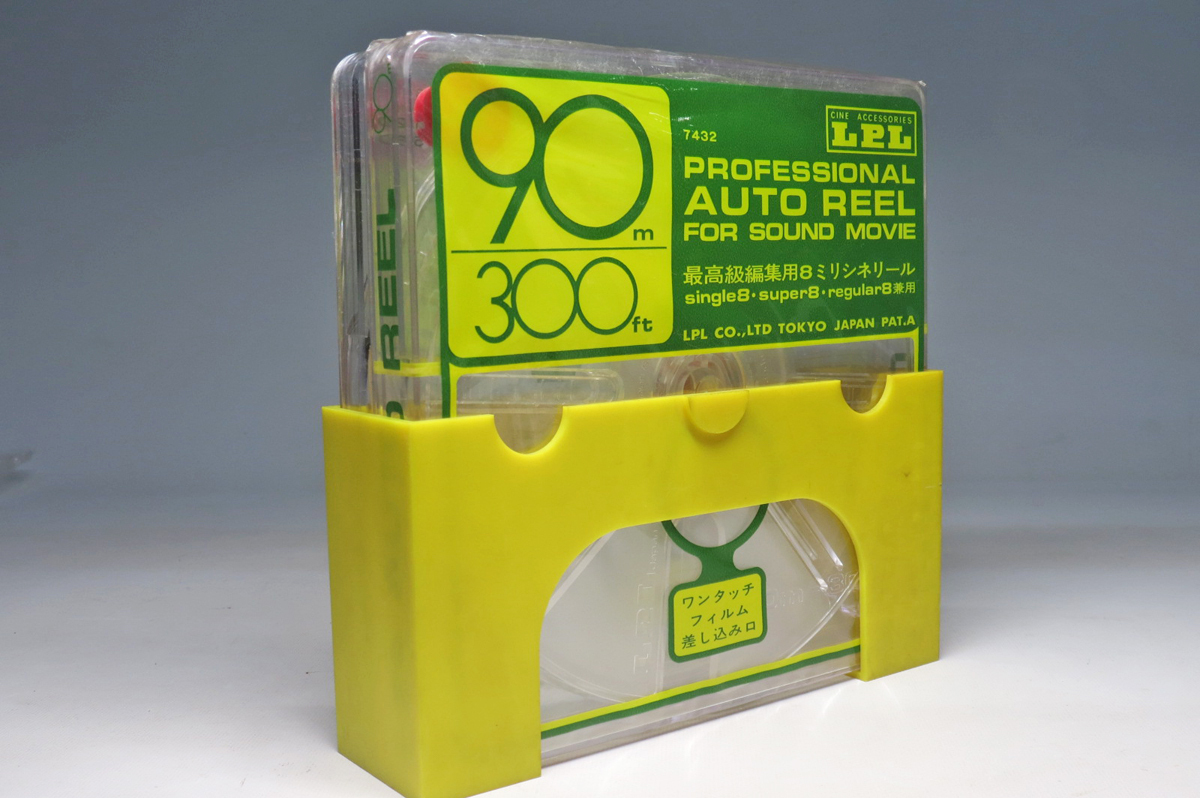 90m
300ft
7432
CINE ACCESSORIES
LPL
PROFESSIONAL
AUTO REEL
FOR SOUND MOVIE
最高級編集用8ミリシネリール
single8・super8・regular8兼用
LPL CO.,LTD TOKYO JAPAN PAT.A
ワンタッチ
フィルム
差し込み口
90
REEL